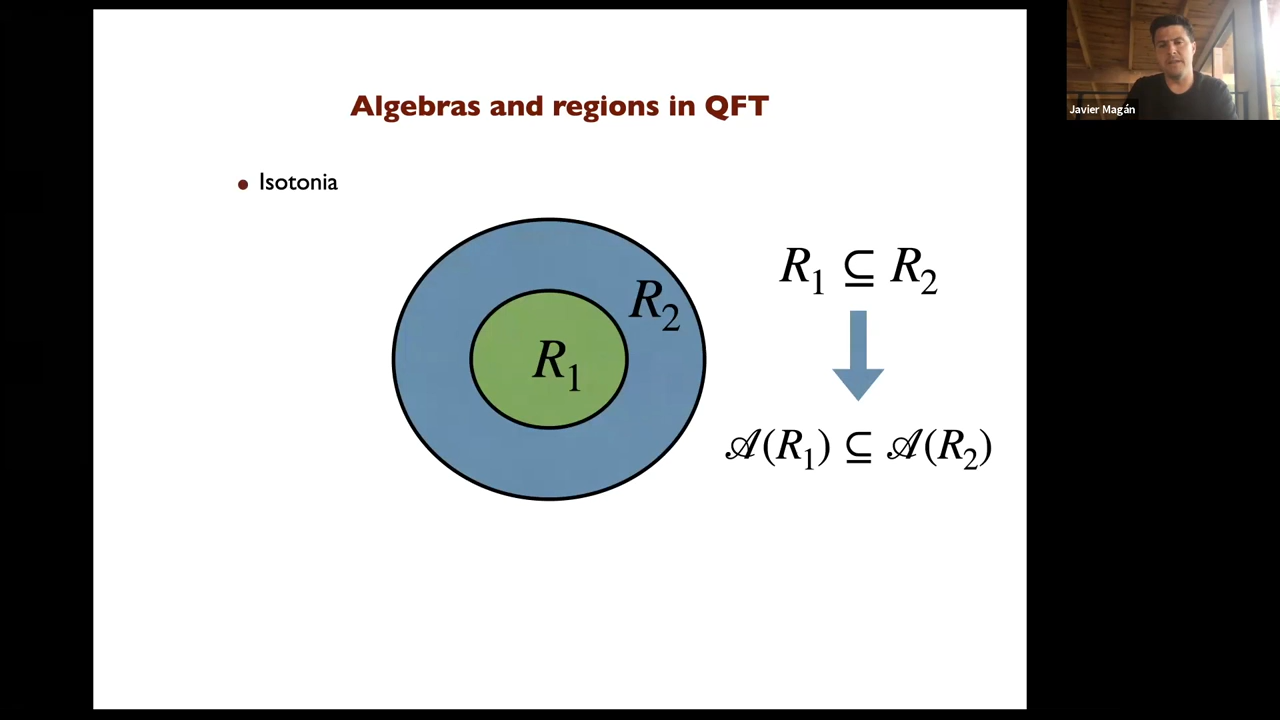 Algebras and regions in QFT
• Isotonia
R₁ ⊆ R₂
R₂
R₁
𝒜(R₁) ⊆ 𝒜(R₂)
Javier Magán